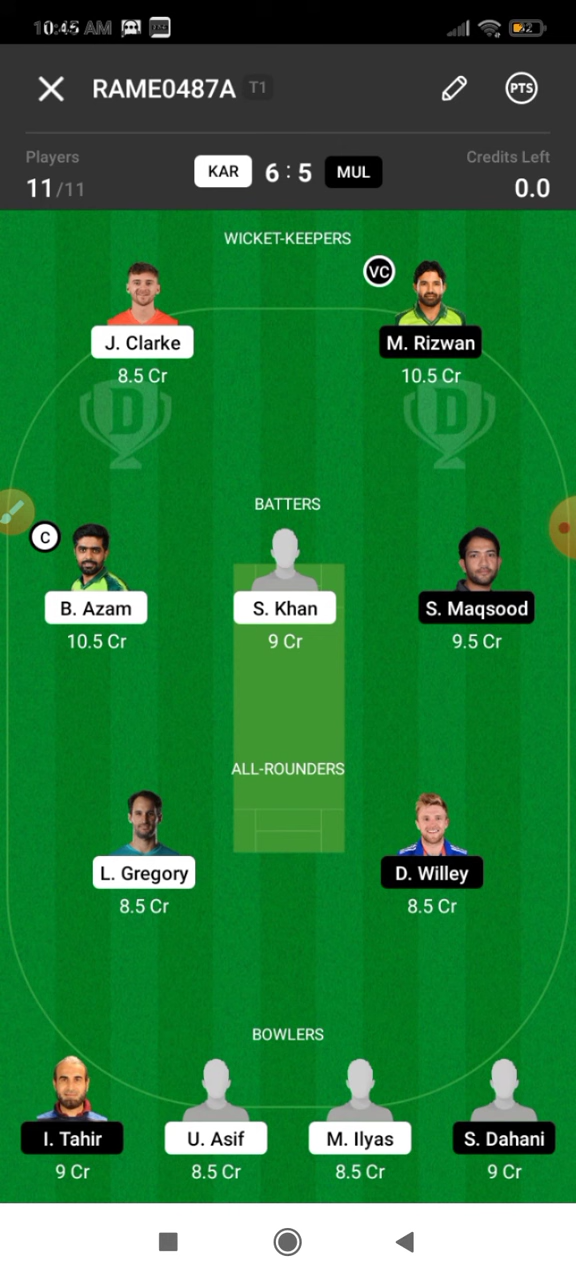 10:45 AM
52
RAME0487A T1
PTS
Players
Credits Left
11/11
KAR 6 : 5 MUL
0.0
WICKET-KEEPERS
VC
J. Clarke
M. Rizwan
8.5 Cr
10.5 Cr
D
D
BATTERS
C
B. Azam
S. Khan
S. Maqsood
10.5 Cr
9 Cr
9.5 Cr
ALL-ROUNDERS
L. Gregory
D. Willey
8.5 Cr
8.5 Cr
BOWLERS
I. Tahir
U. Asif
M. Ilyas
S. Dahani
9 Cr
8.5 Cr
8.5 Cr
9 Cr